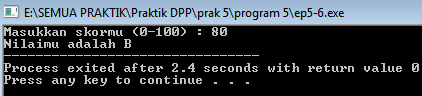 E:\SEMUA PRAKTIK\Praktik DPP\prak 5\program 5\ep5-6.exe
Masukkan skormu (0-100) : 80
Nilaimu adalah B
--------------------------------
Process exited after 2.4 seconds with return value 0
Press any key to continue . . .